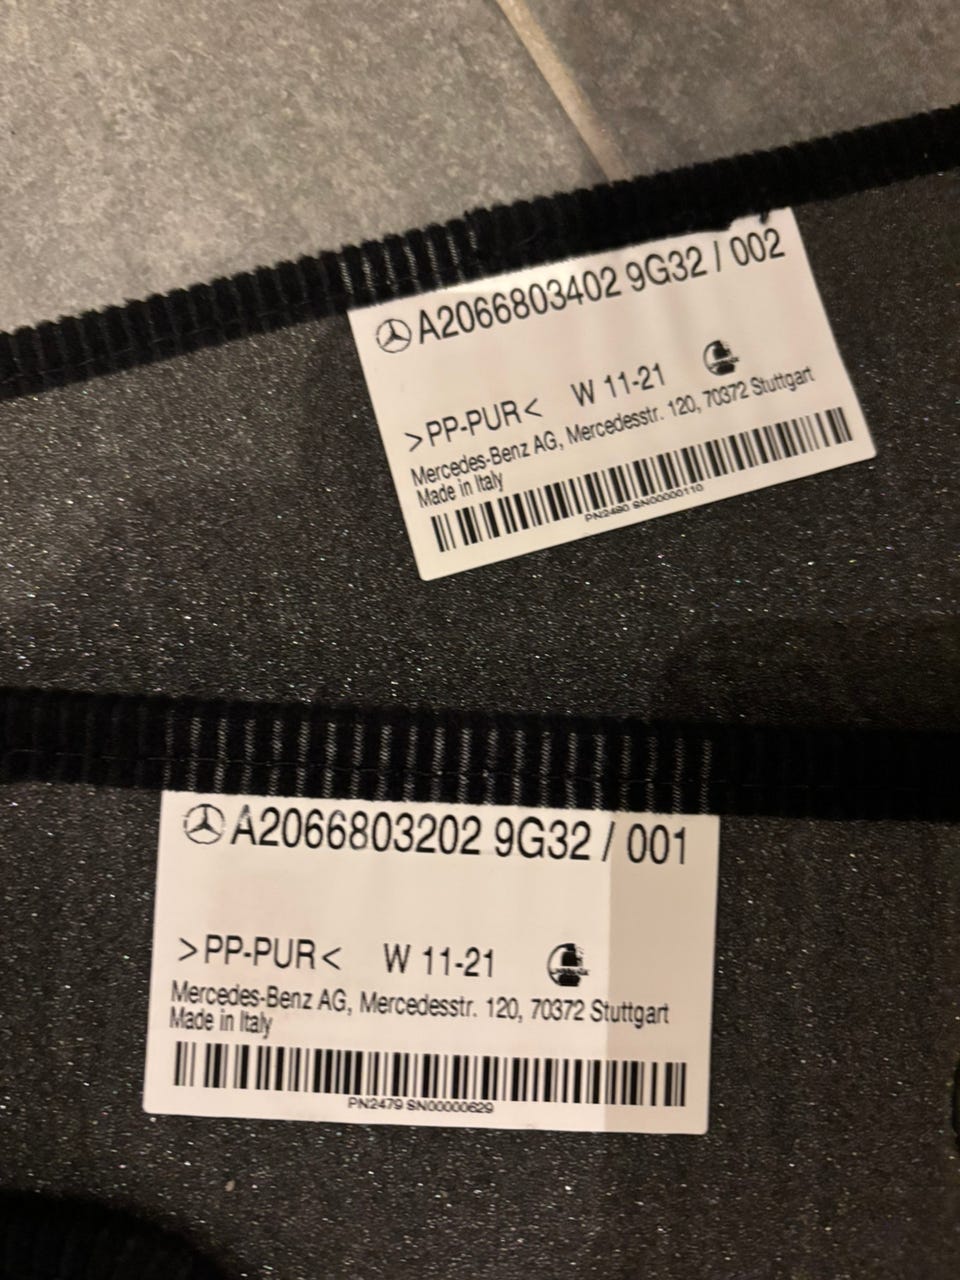 A2066803402 9G32 / 002
>PP-PUR< W 11-21
Mercedes-Benz AG, Mercedesstr. 120, 70372 Stuttgart
Made in Italy
PN2480 SN00000110
A2066803202 9G32 / 001
>PP-PUR< W 11-21
Mercedes-Benz AG, Mercedesstr. 120, 70372 Stuttgart
Made in Italy
PN2479 SN00000629